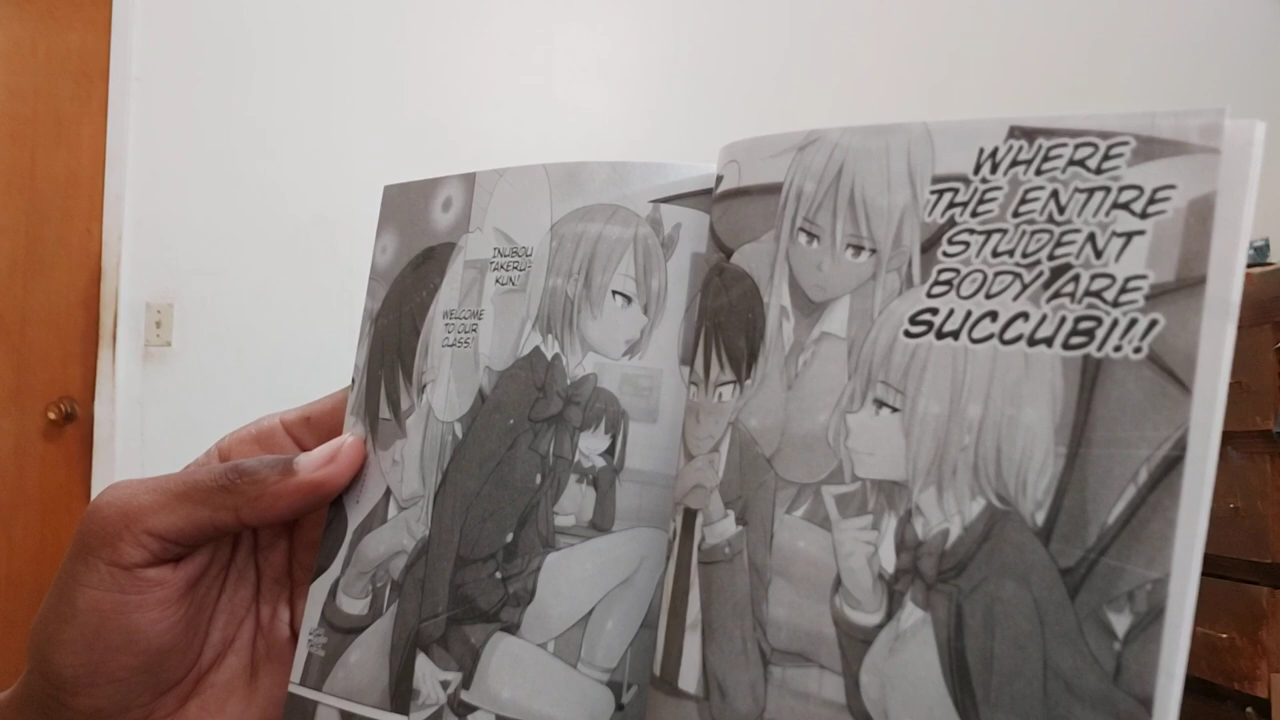 INUBOU
TAKERU-
KUN!
WELCOME
TO OUR
CLASS!
WHERE
THE ENTIRE
STUDENT
BODY ARE
SUCCUBI!!!